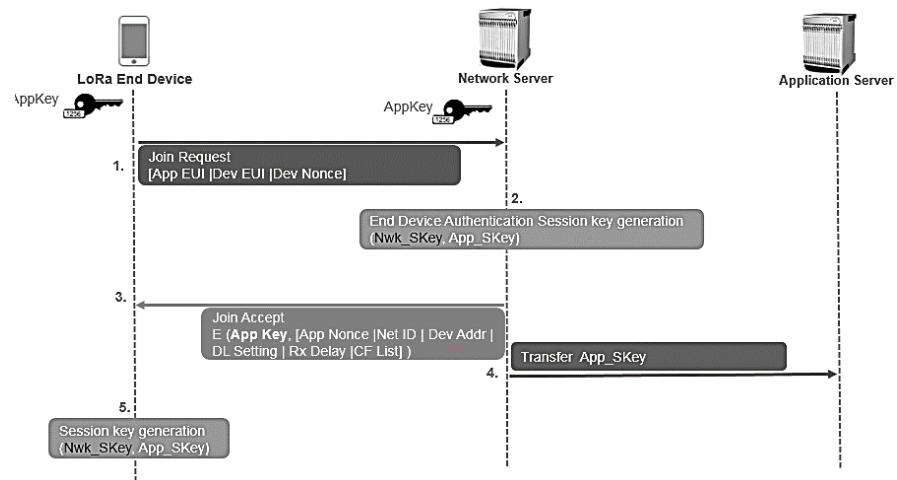 LoRa End Device
Network Server
Application Server
AppKey
AppKey
1.
Join Request
[App EUI |Dev EUI |Dev Nonce]
2.
End Device Authentication Session key generation
(Nwk_SKey, App_SKey)
3.
Join Accept
E (App Key, [App Nonce |Net ID | Dev Addr |
DL Setting | Rx Delay |CF List] )
Transfer App_SKey
4.
5.
Session key generation
(Nwk_SKey, App_SKey)